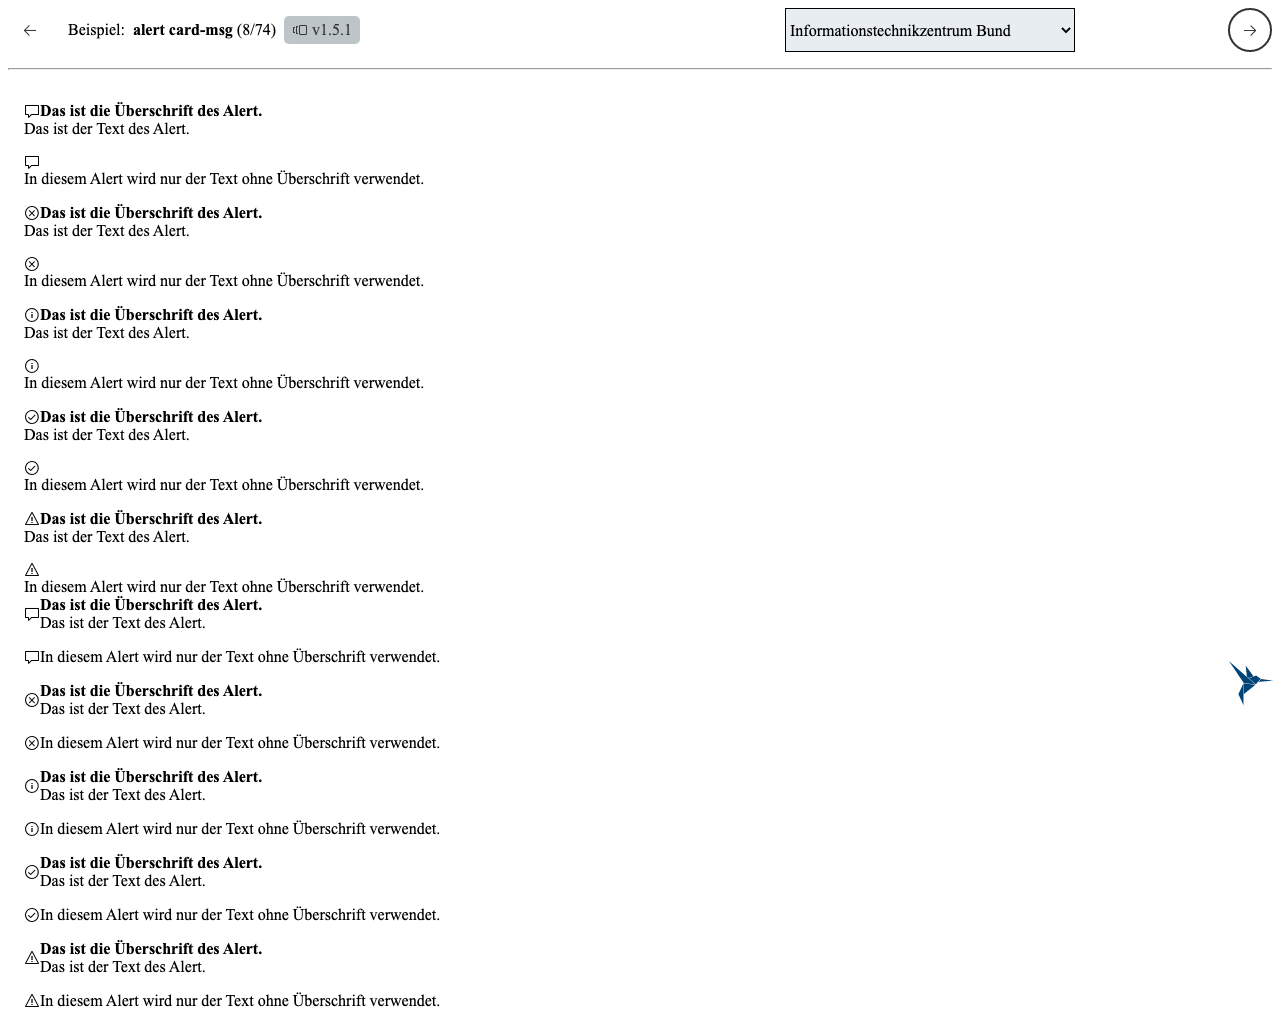 Beispiel: alert card-msg (8/74) v1.5.1 Informationstechnikzentrum Bund
Das ist die Überschrift des Alert.
Das ist der Text des Alert.
In diesem Alert wird nur der Text ohne Überschrift verwendet.
Das ist die Überschrift des Alert.
Das ist der Text des Alert.
In diesem Alert wird nur der Text ohne Überschrift verwendet.
Das ist die Überschrift des Alert.
Das ist der Text des Alert.
In diesem Alert wird nur der Text ohne Überschrift verwendet.
Das ist die Überschrift des Alert.
Das ist der Text des Alert.
In diesem Alert wird nur der Text ohne Überschrift verwendet.
Das ist die Überschrift des Alert.
Das ist der Text des Alert.
In diesem Alert wird nur der Text ohne Überschrift verwendet.
Das ist die Überschrift des Alert.
Das ist der Text des Alert.
In diesem Alert wird nur der Text ohne Überschrift verwendet.
Das ist die Überschrift des Alert.
Das ist der Text des Alert.
In diesem Alert wird nur der Text ohne Überschrift verwendet.
Das ist die Überschrift des Alert.
Das ist der Text des Alert.
In diesem Alert wird nur der Text ohne Überschrift verwendet.
Das ist die Überschrift des Alert.
Das ist der Text des Alert.
In diesem Alert wird nur der Text ohne Überschrift verwendet.
Das ist die Überschrift des Alert.
Das ist der Text des Alert.
In diesem Alert wird nur der Text ohne Überschrift verwendet.